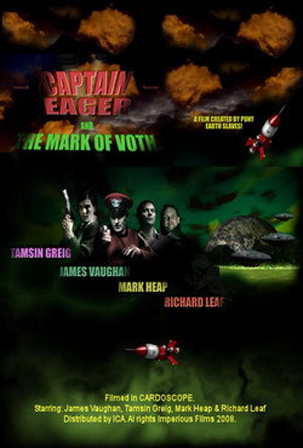 CAPTAIN
EAGER
AND
THE MARK OF VOTH
A FILM CREATED BY PUNY
EARTH SLAVES!
TAMSIN GREIG
JAMES VAUGHAN
MARK HEAP
RICHARD LEAF
Filmed in CARDOSCOPE.
Starring: James Vaughan, Tamsin Greig, Mark Heap & Richard Leaf
Distributed by ICA.Al rights Imperious Films 2008.